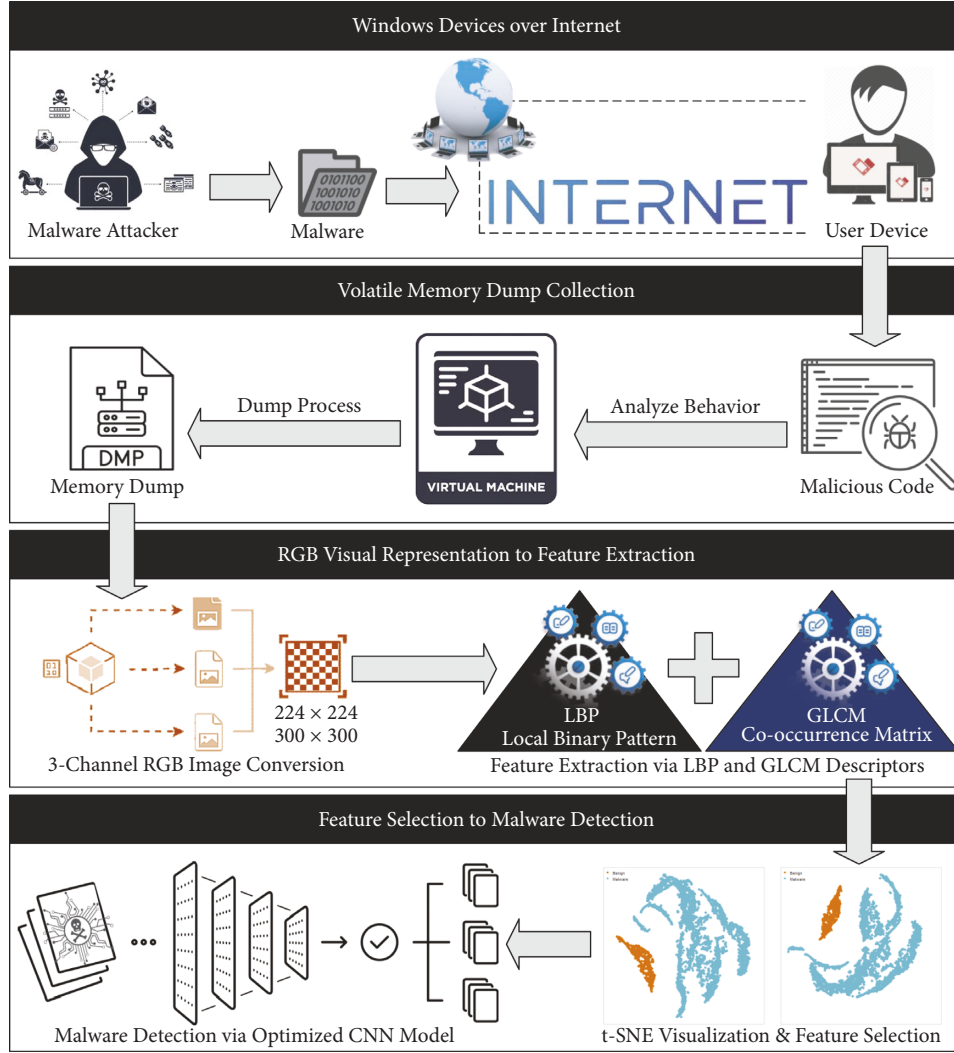 Windows Devices over Internet
0101100
1001010
1001010
INTERNET
Malware Attacker
Malware
User Device
Volatile Memory Dump Collection
Dump Process
Analyze Behavior
DMP
VIRTUAL MACHINE
Memory Dump
Malicious Code
RGB Visual Representation to Feature Extraction
224 × 224
300 × 300
3-Channel RGB Image Conversion
LBP
Local Binary Pattern
GLCM
Co-occurrence Matrix
Feature Extraction via LBP and GLCM Descriptors
Feature Selection to Malware Detection
Benign
Malware
Benign
Malware
Malware Detection via Optimized CNN Model
t-SNE Visualization & Feature Selection